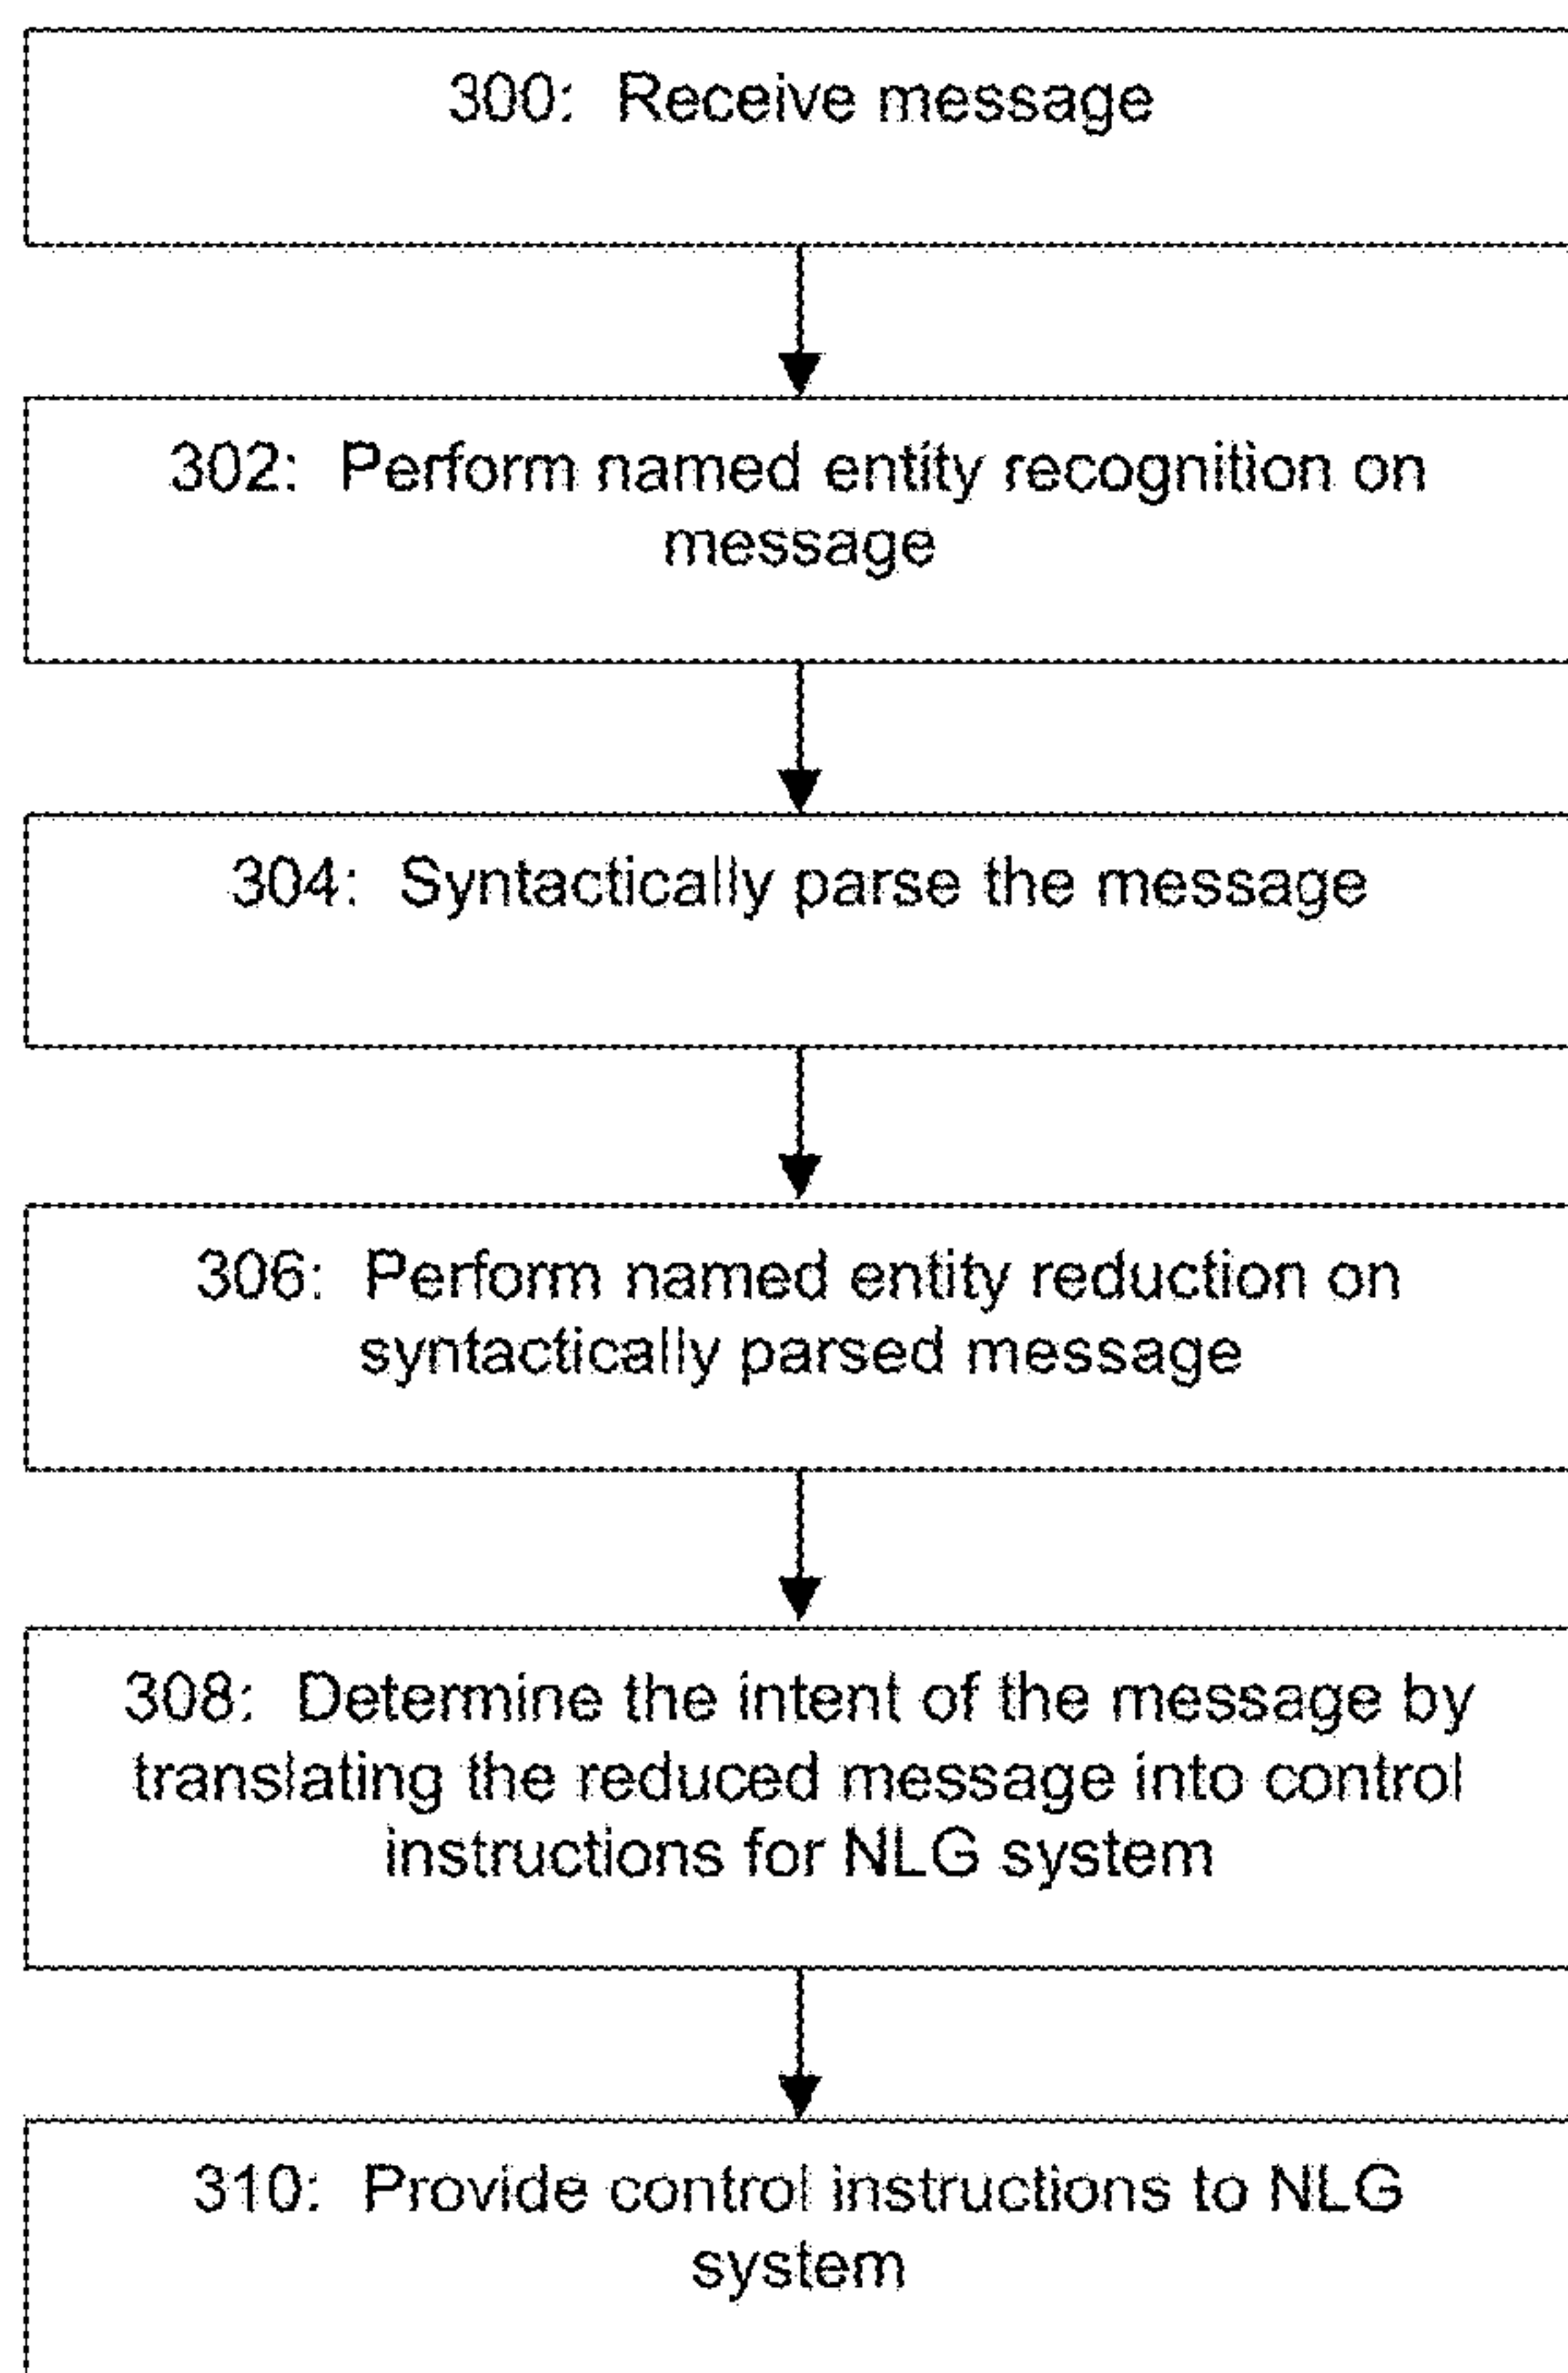 300: Receive message
302: Perform named entity recognition on
message
304: Syntactically parse the message
306: Perform named entity reduction on
syntactically parsed message
308: Determine the intent of the message by
translating the reduced message into control
instructions for NLG system
310: Provide control instructions to NLG
system